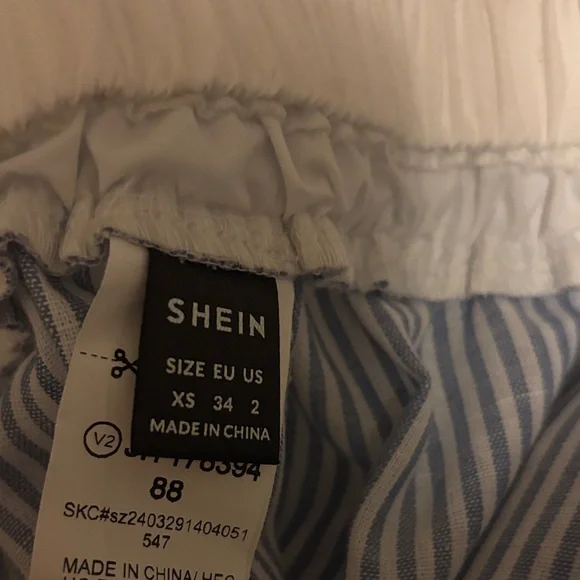 SHEIN
SIZE EU US
XS 34 2
MADE IN CHINA
V2
88
SKC#sz2403291404051
547
MADE IN CHINA/